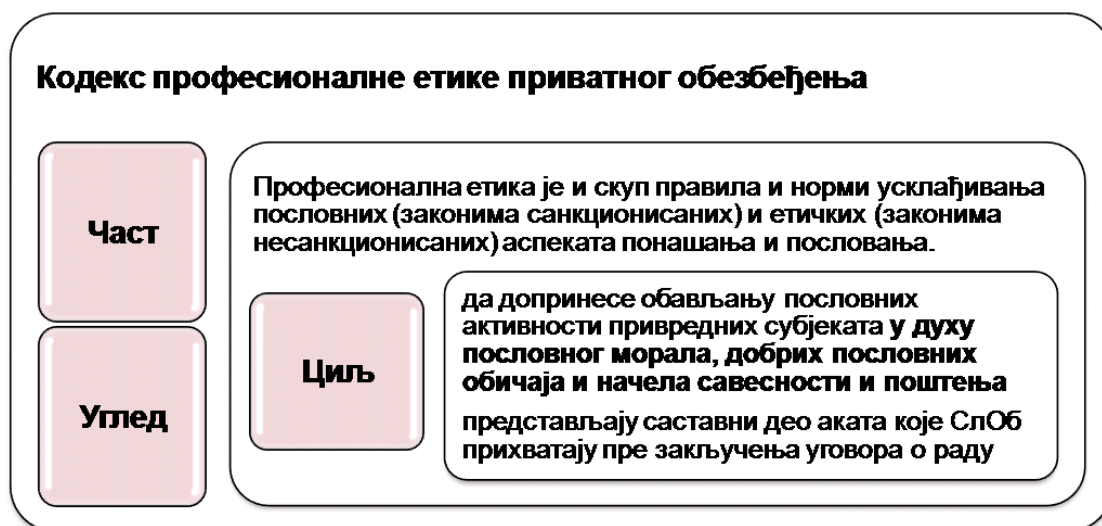 Кодекс професионалне етике приватног обезбеђења
Част
Углед
Професионална етика је и скуп правила и норми усклађивања
пословних (законима санкционисаних) и етичких (законима
несанкционисаних) аспеката понашања и пословања.
Циљ
да допринесе обављању пословних
активности привредних субјеката у духу
пословног морала, добрих пословних
обичаја и начела савесности и поштења
представљају саставни део аката које СлОб
прихватају пре закључења уговора о раду